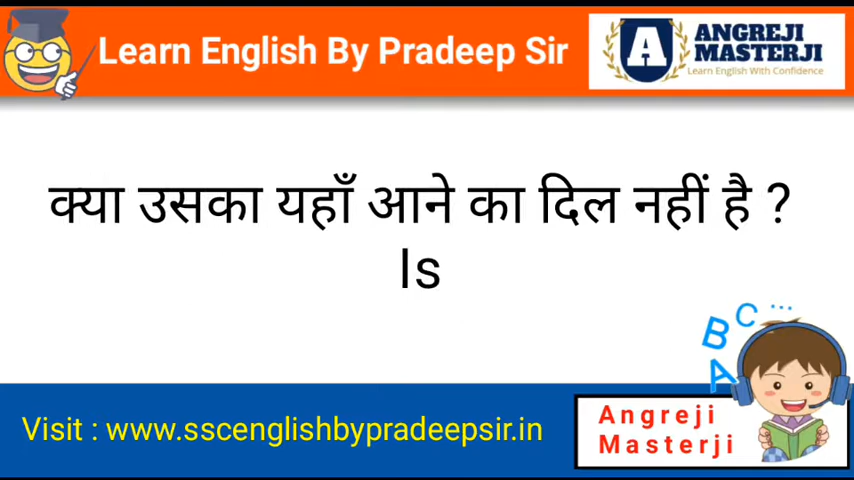 Learn English By Pradeep Sir
A
ANGREJI
MASTERJI
Learn English With Confidence
क्या उसका यहाँ आने का दिल नहीं है ?
Is
A B C ...
Visit : www.sscenglishbypradeepsir.in
Angreji
Masterji